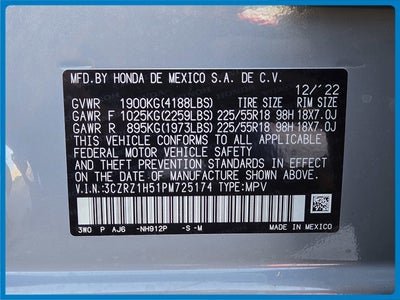 MFD.BY HONDA DE MEXICO S.A. DE C.V.
12/'22
GVWR 1900KG(4188LBS) TIRE SIZE RIM SIZE
GAWR F 1025KG(2259LBS) 225/55R18 98H 18X7.0J
GAWR R 895KG(1973LBS) 225/55R18 98H 18X7.0J
THIS VEHICLE CONFORMS TO ALL APPLICABLE
FEDERAL MOTOR VEHICLE SAFETY, BUMPER, AND
THEFT PREVENTION STANDARDS IN EFFECT ON
THE DATE OF MANUFACTURE SHOWN ABOVE.
V.I.N:3CZRZ1H51PM725174 TYPE:MPV
3W0 P AJ6 -NH912P -S -M MADE IN MEXICO